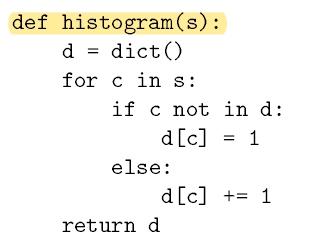 def histogram(s):
    d = dict()
    for c in s:
        if c not in d:
            d[c] = 1
        else:
            d[c] += 1
    return d